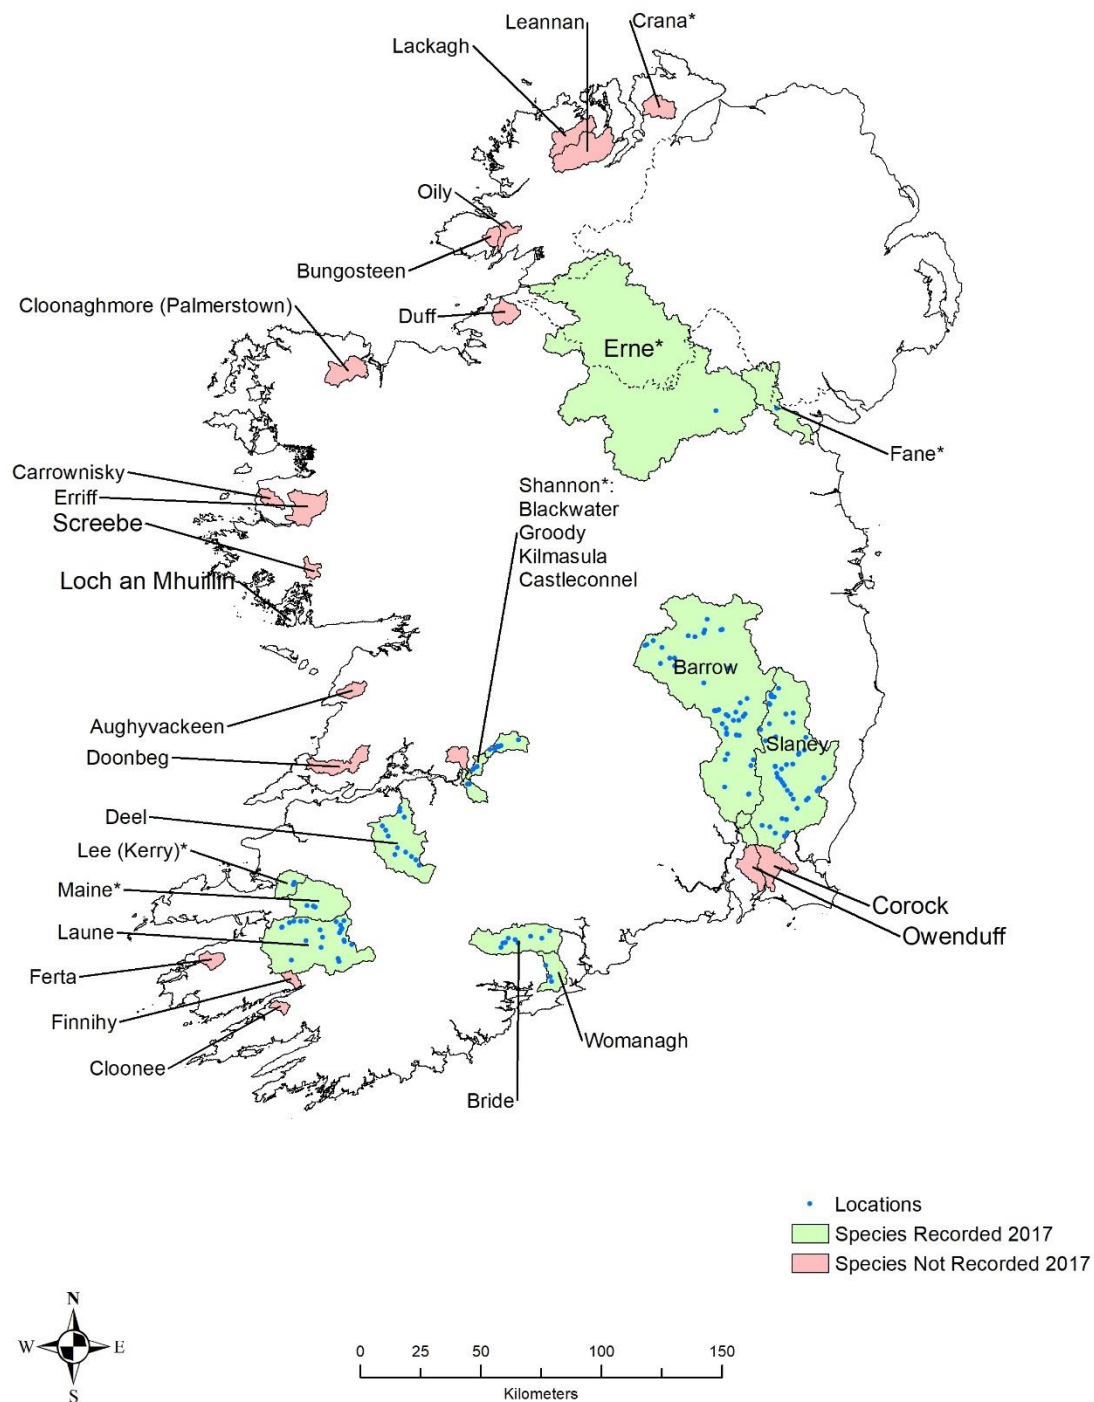 Leannan
Crana*
Lackagh
Oily
Bungosteen
Cloonaghmore (Palmerstown)
Duff
Erne*
Fane*
Carrownisky
Erriff
Screebe
Loch an Mhuillin
Shannon*:
Blackwater
Groody
Kilmasula
Castleconnel
Barrow
Aughyvackeen
Slaney
Doonbeg
Deel
Lee (Kerry)*
Maine*
Corock
Laune
Owenduff
Ferta
Finnihy
Womanagh
Cloonee
Bride
Locations
Species Recorded 2017
Species Not Recorded 2017
N
W E
S
0 25 50 100 150
Kilometers